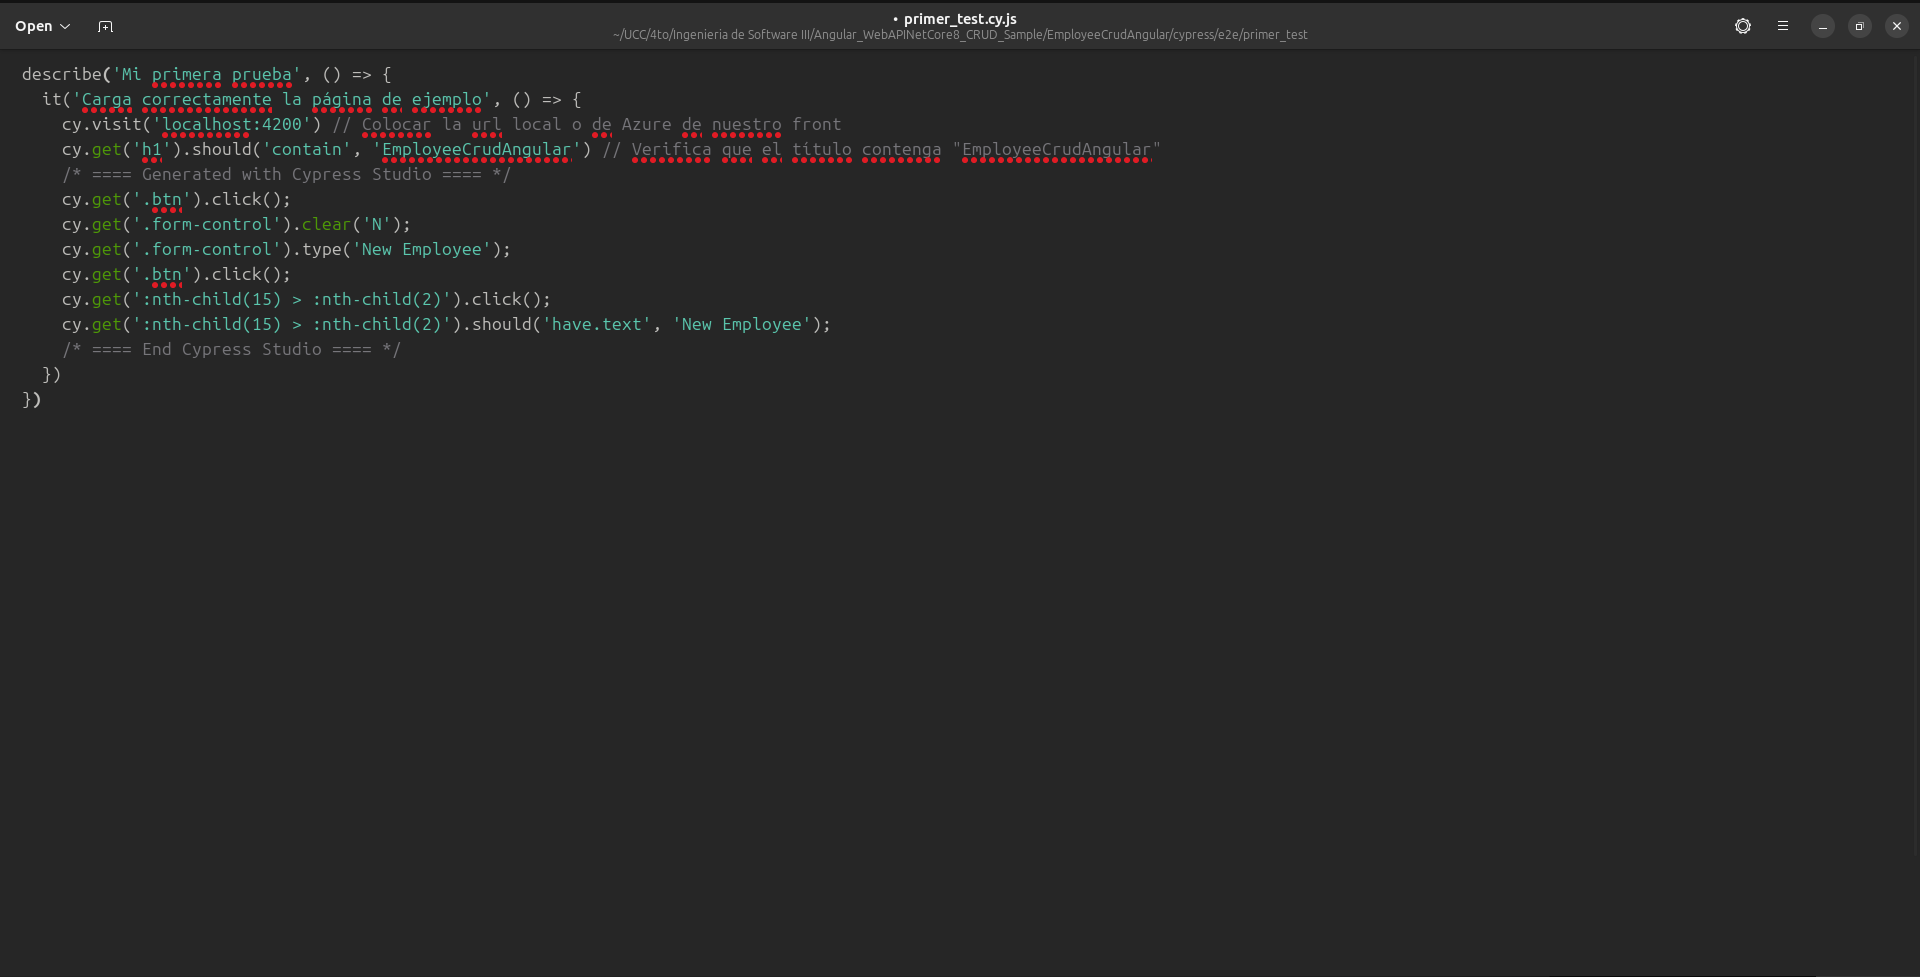 Open
• primer_test.cy.js
~/UCC/4to/Ingenieria de Software III/Angular_WebAPINetCore8_CRUD_Sample/EmployeeCrudAngular/cypress/e2e/primer_test
describe('Mi primera prueba', () => {
  it('Carga correctamente la página de ejemplo', () => {
    cy.visit('localhost:4200') // Colocar la url local o de Azure de nuestro front
    cy.get('h1').should('contain', 'EmployeeCrudAngular') // Verifica que el título contenga "EmployeeCrudAngular"
    /* ==== Generated with Cypress Studio ==== */
    cy.get('.btn').click();
    cy.get('.form-control').clear('N');
    cy.get('.form-control').type('New Employee');
    cy.get('.btn').click();
    cy.get(':nth-child(15) > :nth-child(2)').click();
    cy.get(':nth-child(15) > :nth-child(2)').should('have.text', 'New Employee');
    /* ==== End Cypress Studio ==== */
  })
})